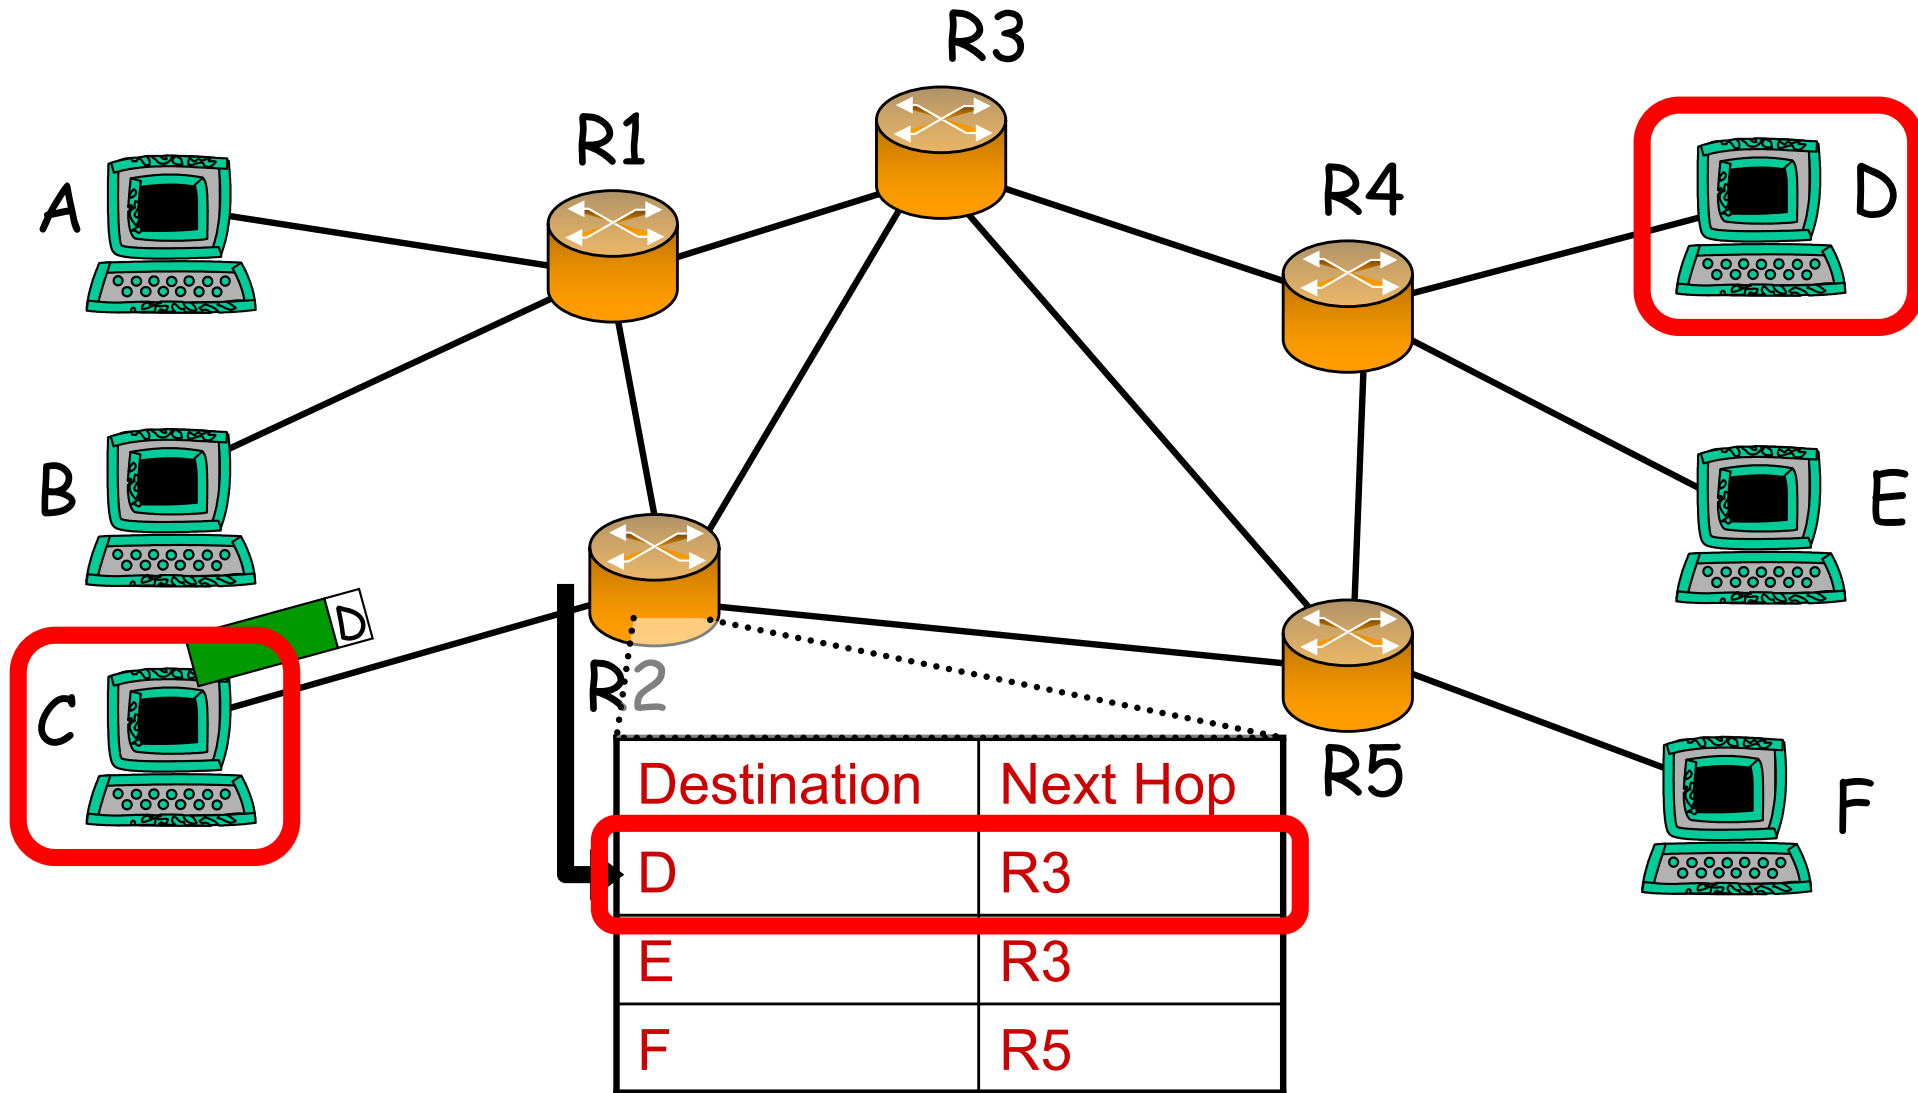 R3
R1
R4
A
D
B
E
D
C
R2
R5
F
Destination Next Hop
D R3
E R3
F R5